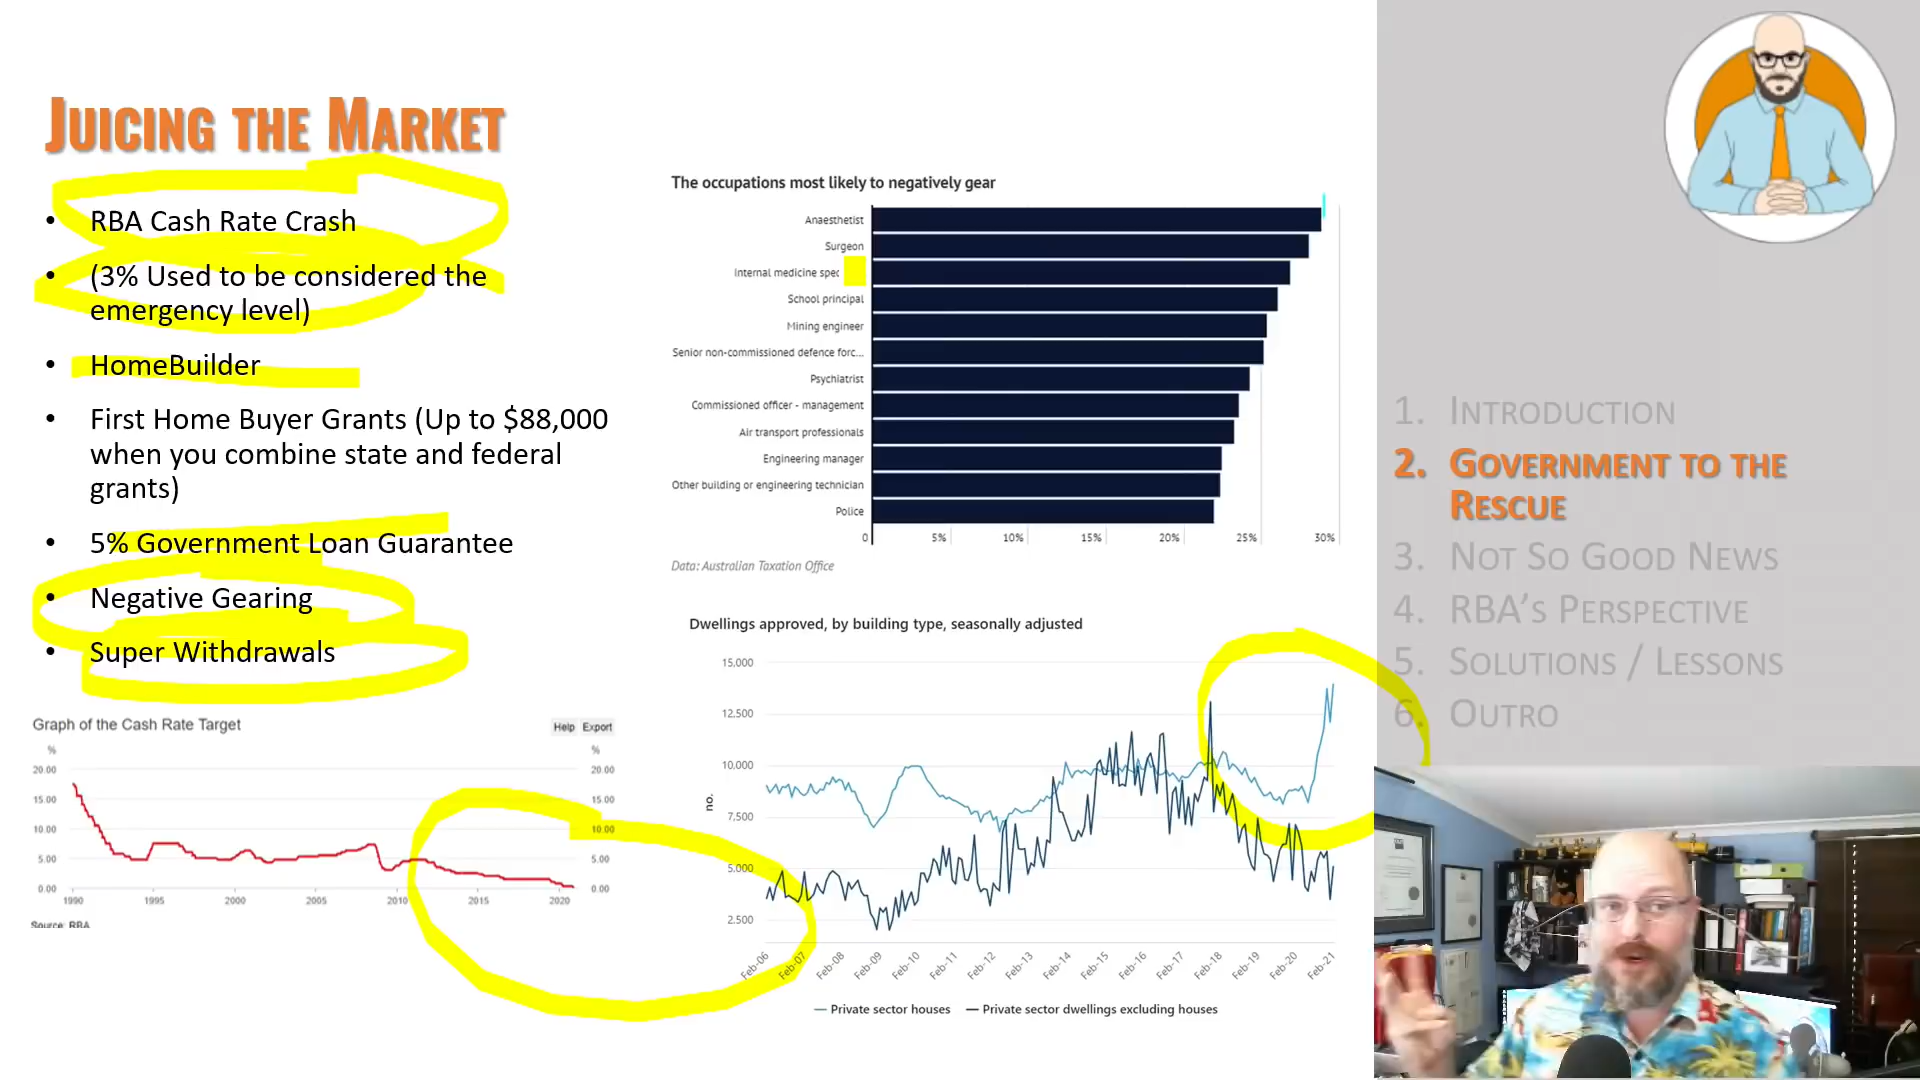 Juicing the Market
• RBA Cash Rate Crash
• (3% Used to be considered the
emergency level)
• HomeBuilder
• First Home Buyer Grants (Up to $88,000
when you combine state and federal
grants)
• 5% Government Loan Guarantee
• Negative Gearing
• Super Withdrawals
Graph of the Cash Rate Target
Help Export
% %
20.00 20.00
15.00 15.00
10.00 10.00
5.00 5.00
0.00 0.00
1990 1995 2000 2005 2010 2015 2020
Source: RBA
The occupations most likely to negatively gear
Anaesthetist
Surgeon
Internal medicine spec
School principal
Mining engineer
Senior non-commissioned defence forc...
Psychiatrist
Commissioned officer - management
Air transport professionals
Engineering manager
Other building or engineering technician
Police
0 5% 10% 15% 20% 25% 30%
Data: Australian Taxation Office
Dwellings approved, by building type, seasonally adjusted
15,000
12,500
10,000
7,500
5,000
2,500
no.
Feb-06 Feb-07 Feb-08 Feb-09 Feb-10 Feb-11 Feb-12 Feb-13 Feb-14 Feb-15 Feb-16 Feb-17 Feb-18 Feb-19 Feb-20 Feb-21
Private sector houses Private sector dwellings excluding houses
1. Introduction
2. Government to the
Rescue
3. Not So Good News
4. RBA's Perspective
5. Solutions / Lessons
6. Outro